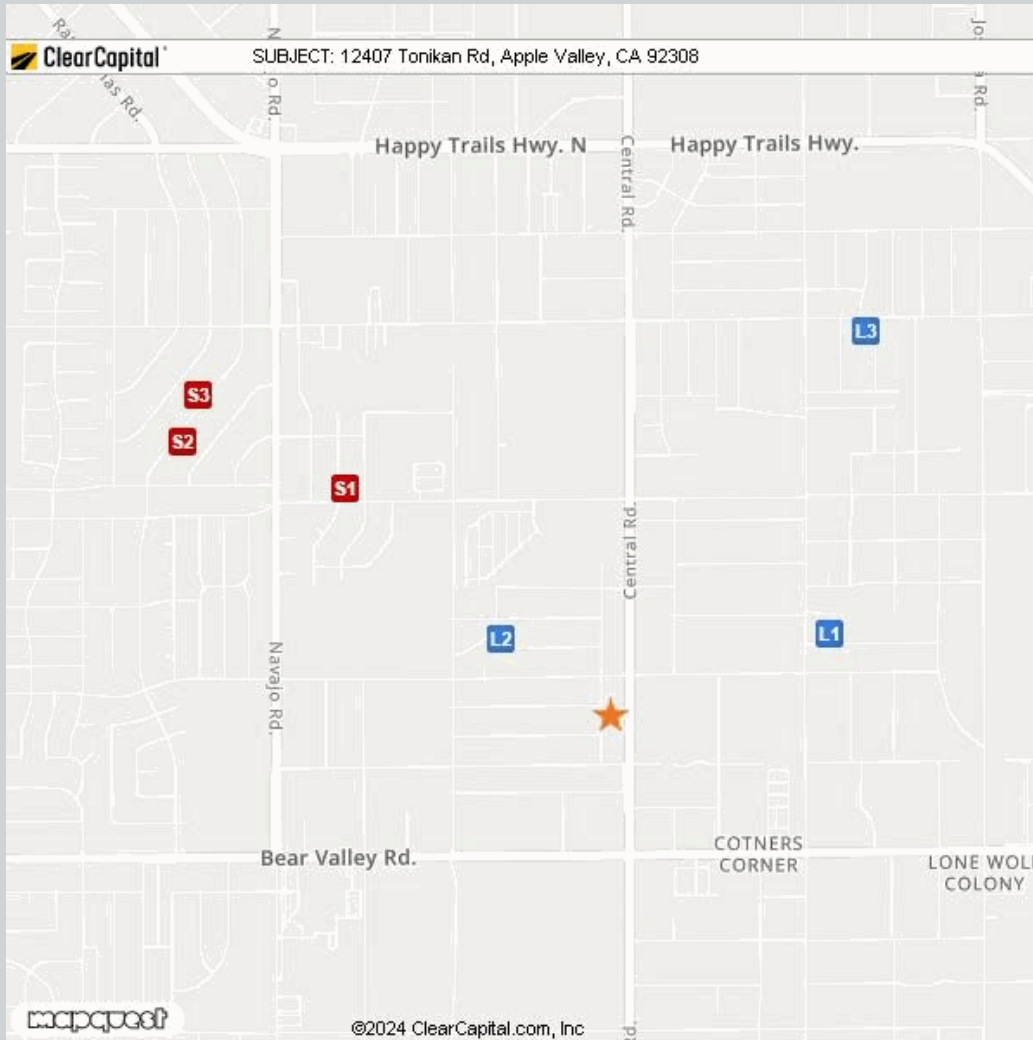 ClearCapital
SUBJECT: 12407 Tonikan Rd, Apple Valley, CA 92308
Happy Trails Hwy. N
Happy Trails Hwy.
Central Rd.
L3
S3
S2
S1
Central Rd.
L2
L1
Navajo Rd.
Bear Valley Rd.
COTNERS
CORNER
COLONY
mapquest
©2024 ClearCapital.com, Inc
Rd.